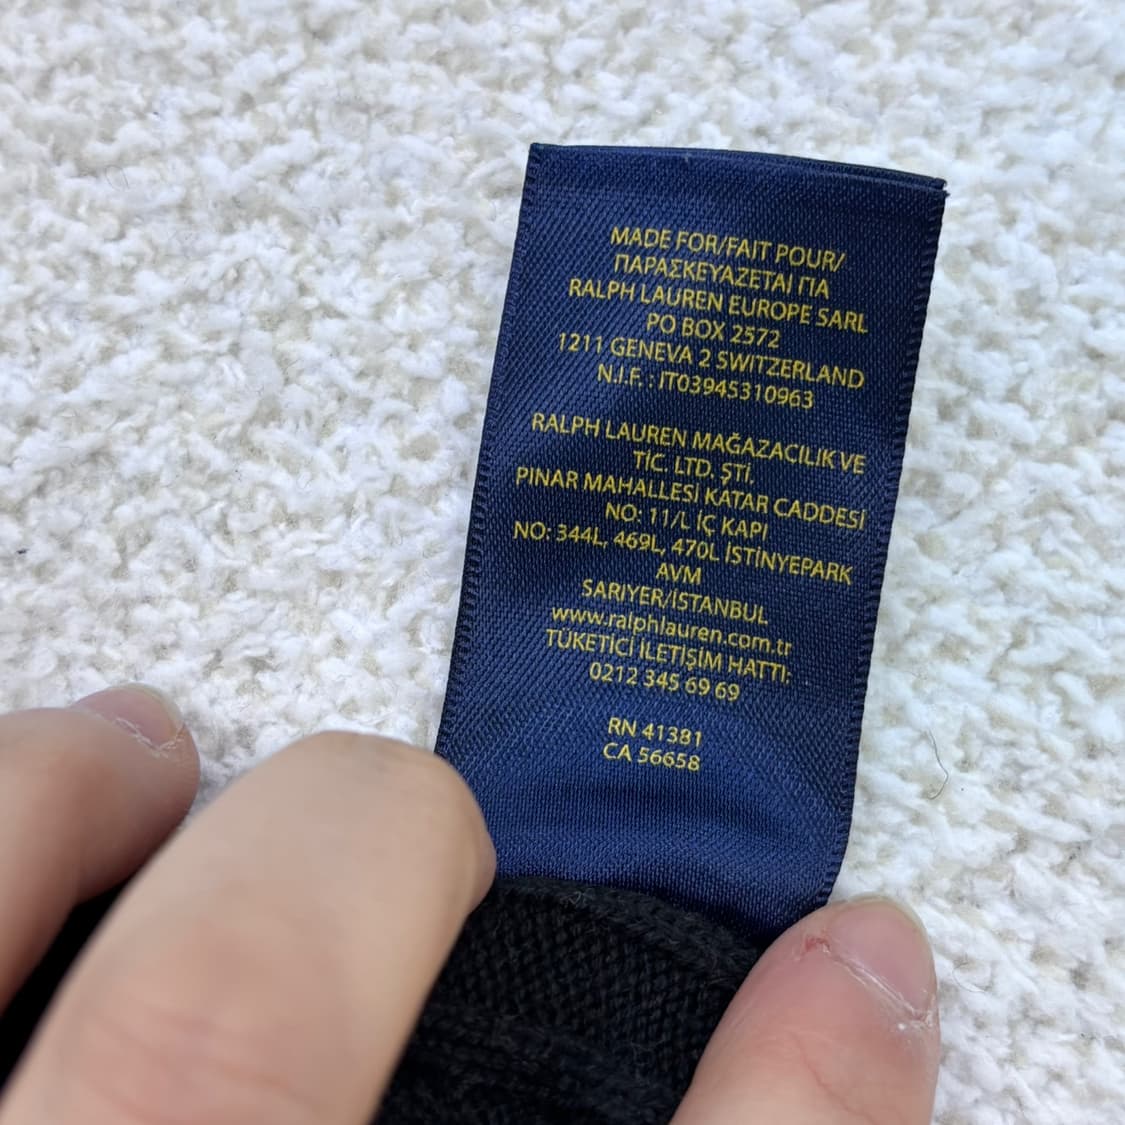 MADE FOR/FAIT POUR/
ΠΑΡΑΣΚΕΥΑΖΕΤΑΙ ΓΙΑ
RALPH LAUREN EUROPE SARL
PO BOX 2572
1211 GENEVA 2 SWITZERLAND
N.I.F. : IT03945310963
RALPH LAUREN MAĞAZACILIK VE
TİC. LTD. ŞTİ.
PINAR MAHALLESİ KATAR CADDESİ
NO: 11/L İÇ KAPI
NO: 344L, 469L, 470L İSTİNYEPARK
AVM
SARIYER/İSTANBUL
www.ralphlauren.com.tr
TÜKETİCİ İLETİŞİM HATTI:
0212 345 69 69
RN 41381
CA 56658